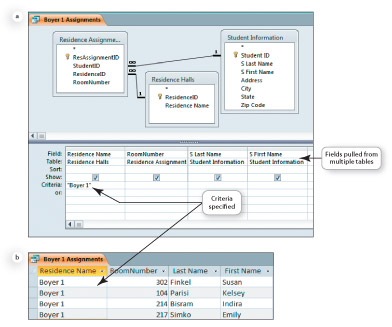 a
Boyer 1 Assignments
Residence Assignme...
*
ResAssignmentID
StudentID
ResidenceID
RoomNumber
Residence Halls
*
ResidenceID
Residence Name
Student Information
*
Student ID
S Last Name
S First Name
Address
City
State
Zip Code
∞
∞
1
1
Field: Residence Name RoomNumber S Last Name S First Name
Table: Residence Halls Residence Assignment Student Information Student Information
Sort:
Show:
Criteria: "Boyer 1"
or:
Fields pulled from
multiple tables
Criteria
specified
b
Boyer 1 Assignments
Residence Name RoomNumber Last Name First Name
Boyer 1 302 Finkel Susan
Boyer 1 104 Parisi Kelsey
Boyer 1 214 Bisram Indira
Boyer 1 217 Simko Emily